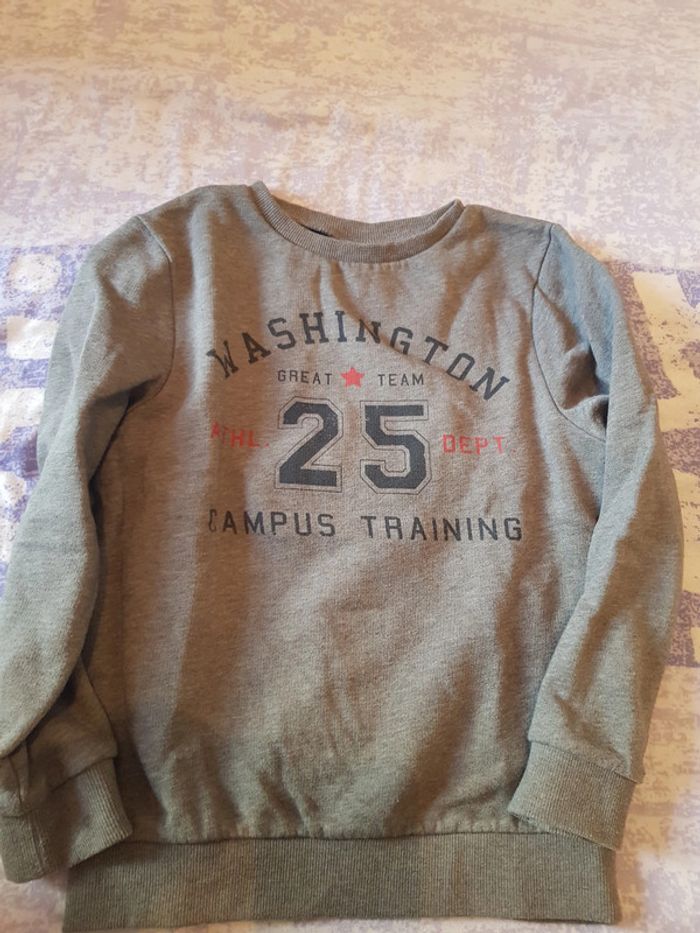 WASHINGTON
GREAT ★ TEAM
ATHL. 25 DEPT.
CAMPUS TRAINING